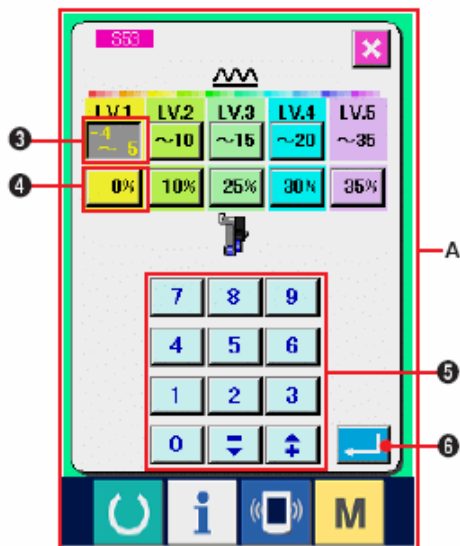 S53
LV.1 LV.2 LV.3 LV.4 LV.5
❸ -4 ~ 5 ~10 ~15 ~20 ~35
❹ 0% 10% 25% 30% 35%
A
7 8 9
4 5 6
❺
1 2 3
0
❻
i M